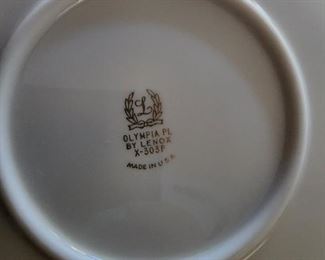 L
OLYMPIA PL
BY LENOX
X-303P
MADE IN U.S.A.